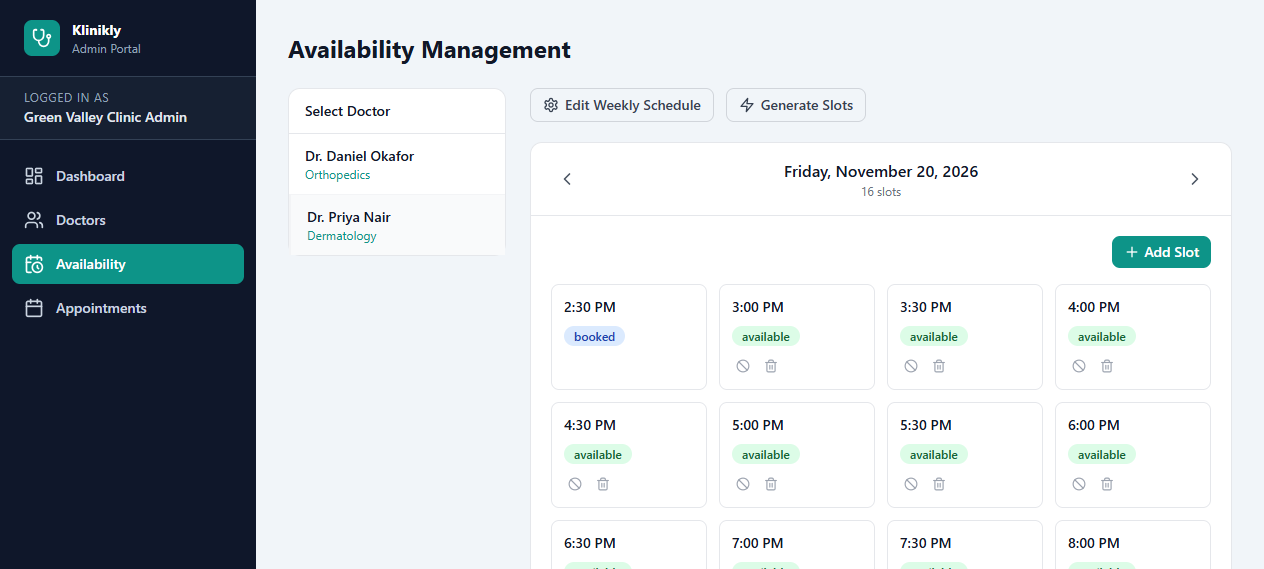 Klinikly
Admin Portal
LOGGED IN AS
Green Valley Clinic Admin
Dashboard
Doctors
Availability
Appointments
Availability Management
Select Doctor
Dr. Daniel Okafor
Orthopedics
Dr. Priya Nair
Dermatology
Edit Weekly Schedule
Generate Slots
Friday, November 20, 2026
16 slots
Add Slot
2:30 PM
booked
3:00 PM
available
3:30 PM
available
4:00 PM
available
4:30 PM
available
5:00 PM
available
5:30 PM
available
6:00 PM
available
6:30 PM
7:00 PM
7:30 PM
8:00 PM